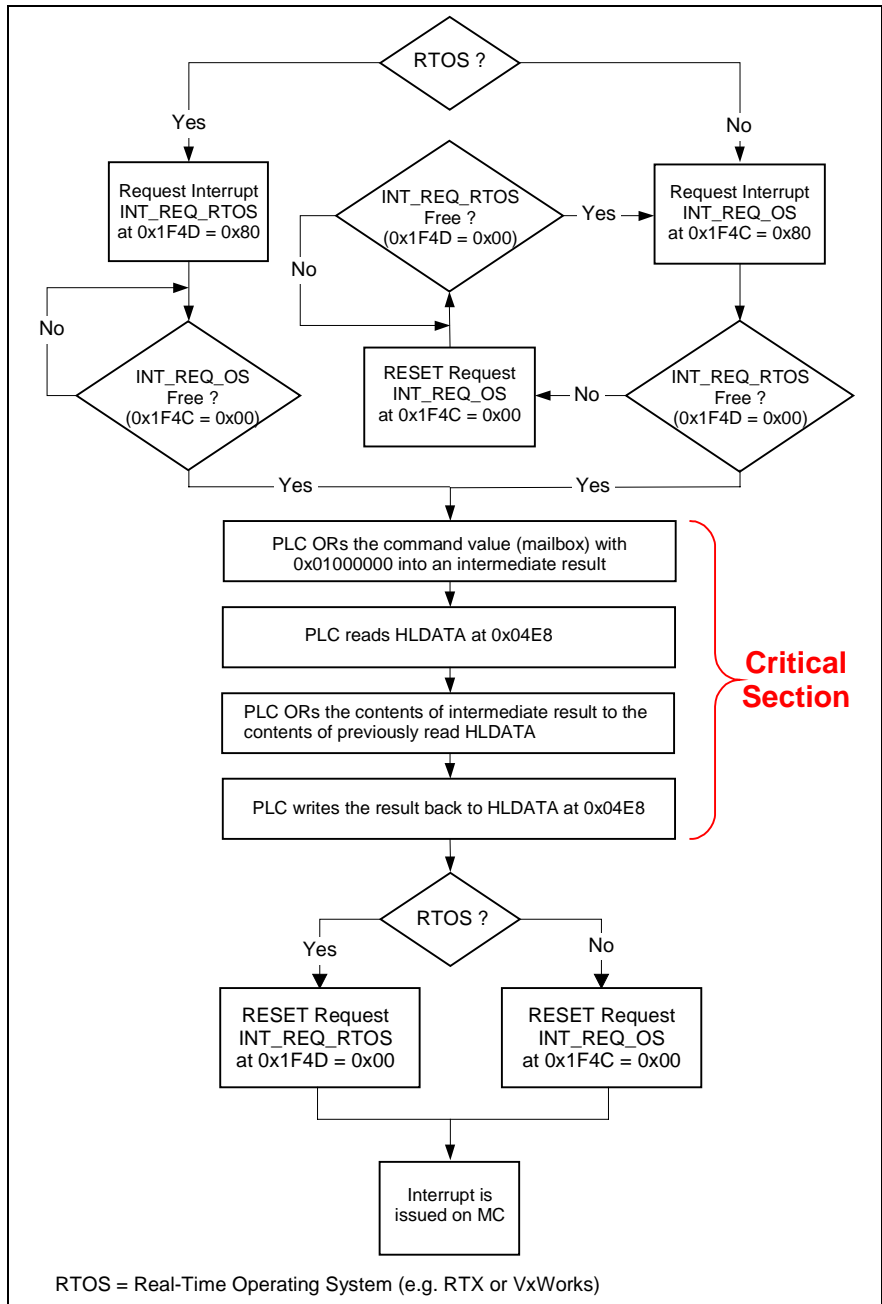 RTOS ?
Yes
No
Request Interrupt
INT_REQ_RTOS
at 0x1F4D = 0x80
INT_REQ_RTOS
Free ?
(0x1F4D = 0x00)
Yes
Request Interrupt
INT_REQ_OS
at 0x1F4C = 0x80
No
No
INT_REQ_OS
Free ?
(0x1F4C = 0x00)
RESET Request
INT_REQ_OS
at 0x1F4C = 0x00
No
INT_REQ_RTOS
Free ?
(0x1F4D = 0x00)
Yes
Yes
PLC ORs the command value (mailbox) with
0x01000000 into an intermediate result
PLC reads HLDATA at 0x04E8
PLC ORs the contents of intermediate result to the
contents of previously read HLDATA
PLC writes the result back to HLDATA at 0x04E8
Critical
Section
RTOS ?
Yes
No
RESET Request
INT_REQ_RTOS
at 0x1F4D = 0x00
RESET Request
INT_REQ_OS
at 0x1F4C = 0x00
Interrupt is
issued on MC
RTOS = Real-Time Operating System (e.g. RTX or VxWorks)